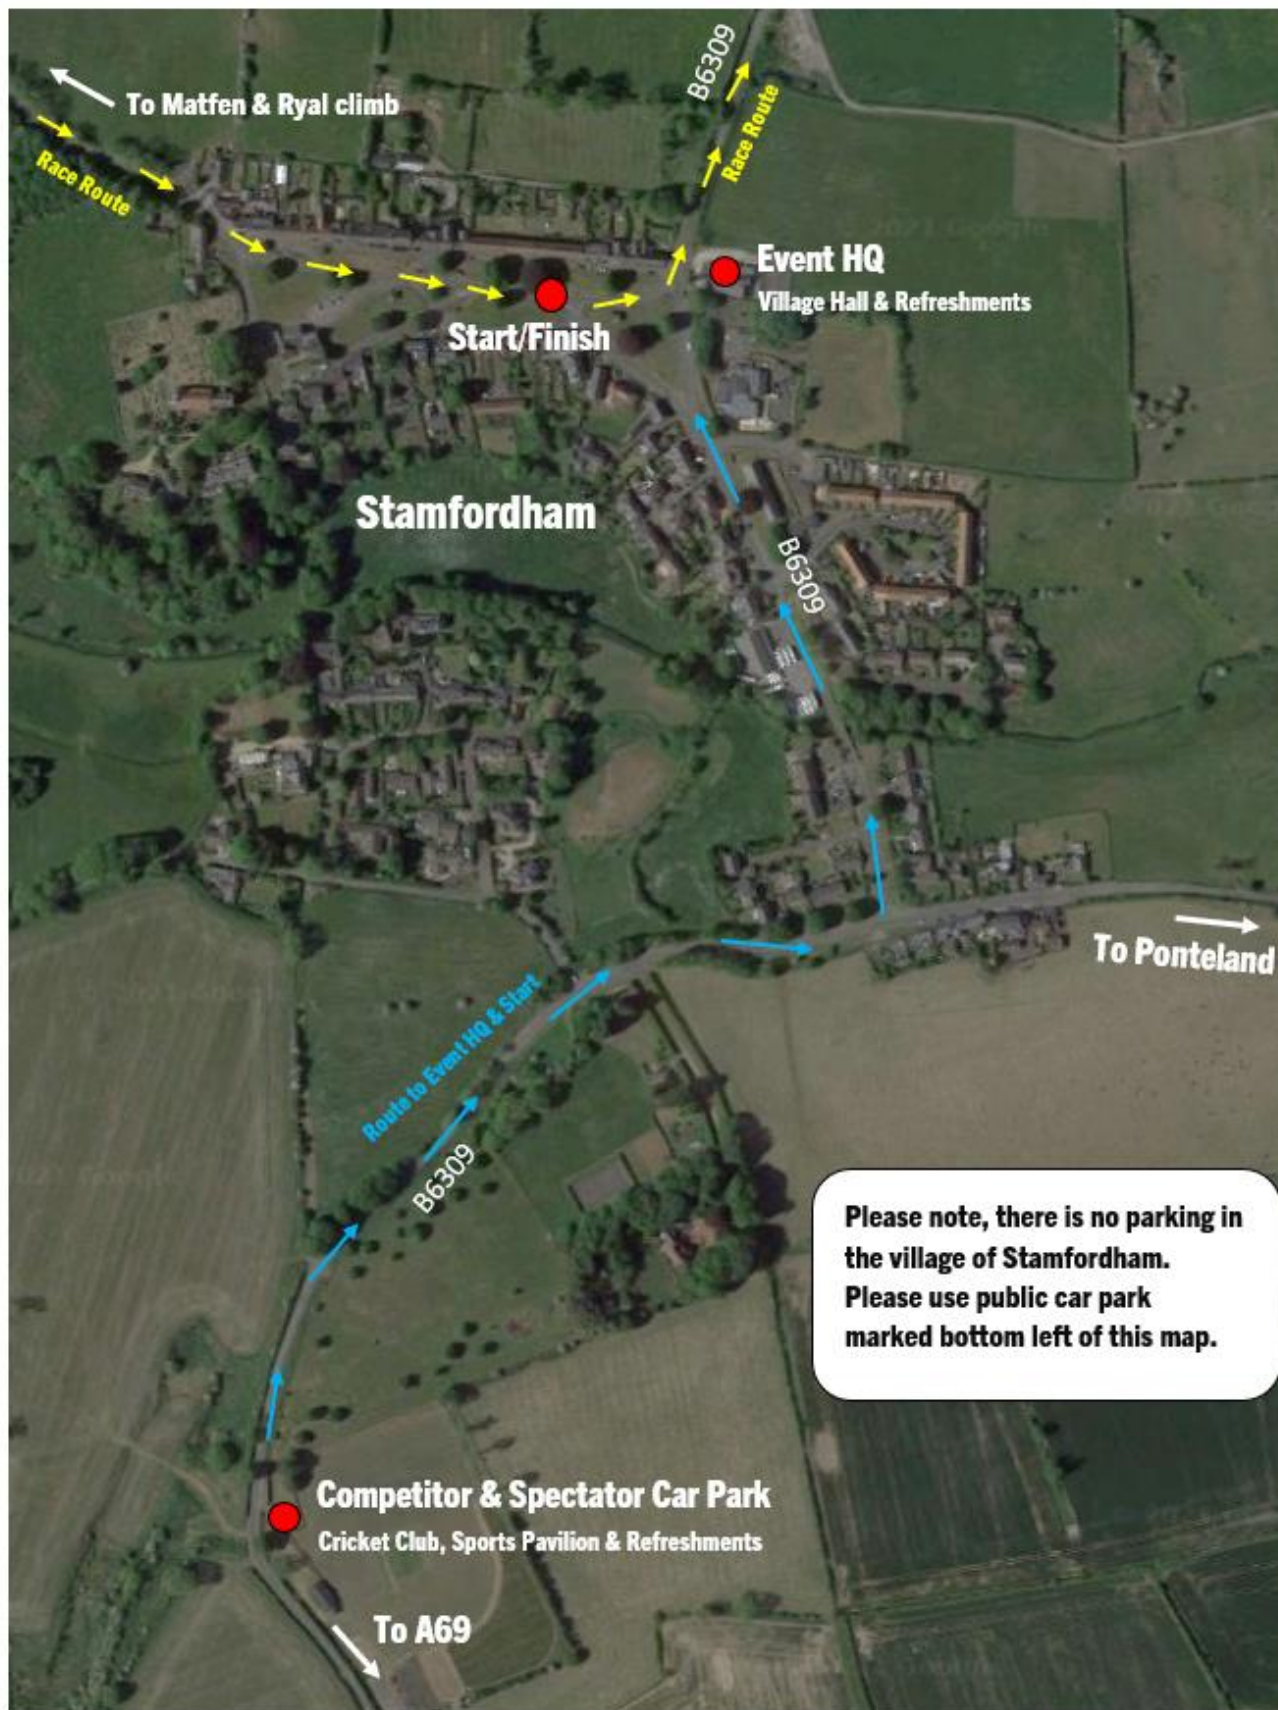 B6309
To Matfen & Ryal climb
Race Route
Race Route
Event HQ
Village Hall & Refreshments
Start/Finish
Stamfordham
B6309
To Ponteland
Route to Event HQ & Start
B6309
Please note, there is no parking in
the village of Stamfordham.
Please use public car park
marked bottom left of this map.
Competitor & Spectator Car Park
Cricket Club, Sports Pavilion & Refreshments
To A69